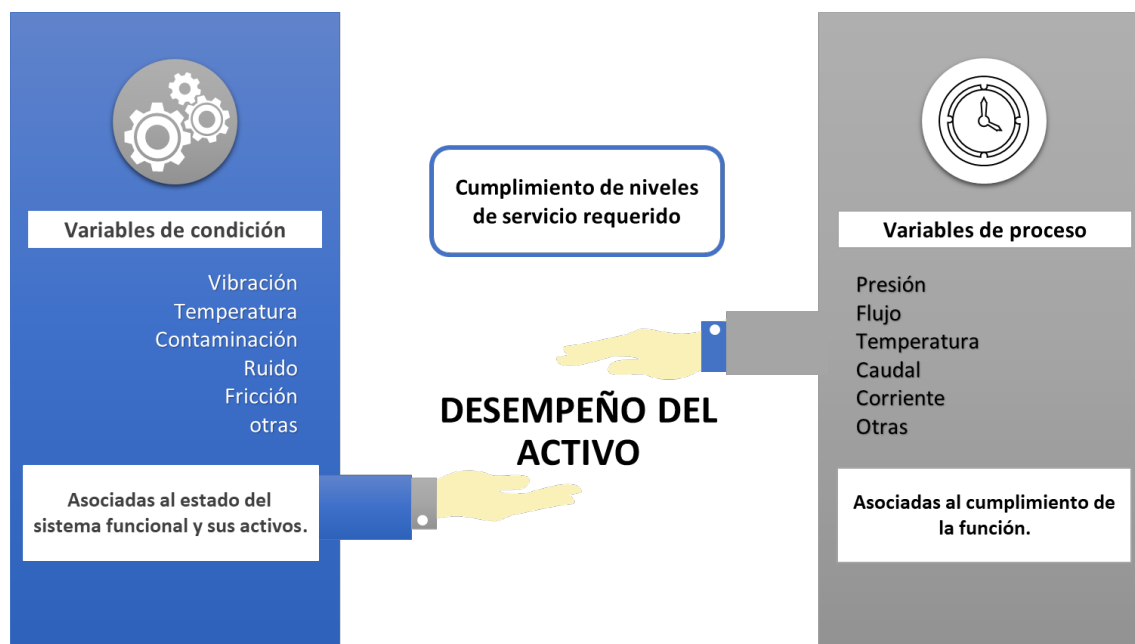 Variables de condición
Vibración
Temperatura
Contaminación
Ruido
Fricción
otras
Asociadas al estado del
sistema funcional y sus activos.
Cumplimiento de niveles
de servicio requerido
DESEMPEÑO DEL
ACTIVO
Variables de proceso
Presión
Flujo
Temperatura
Caudal
Corriente
Otras
Asociadas al cumplimiento de
la función.